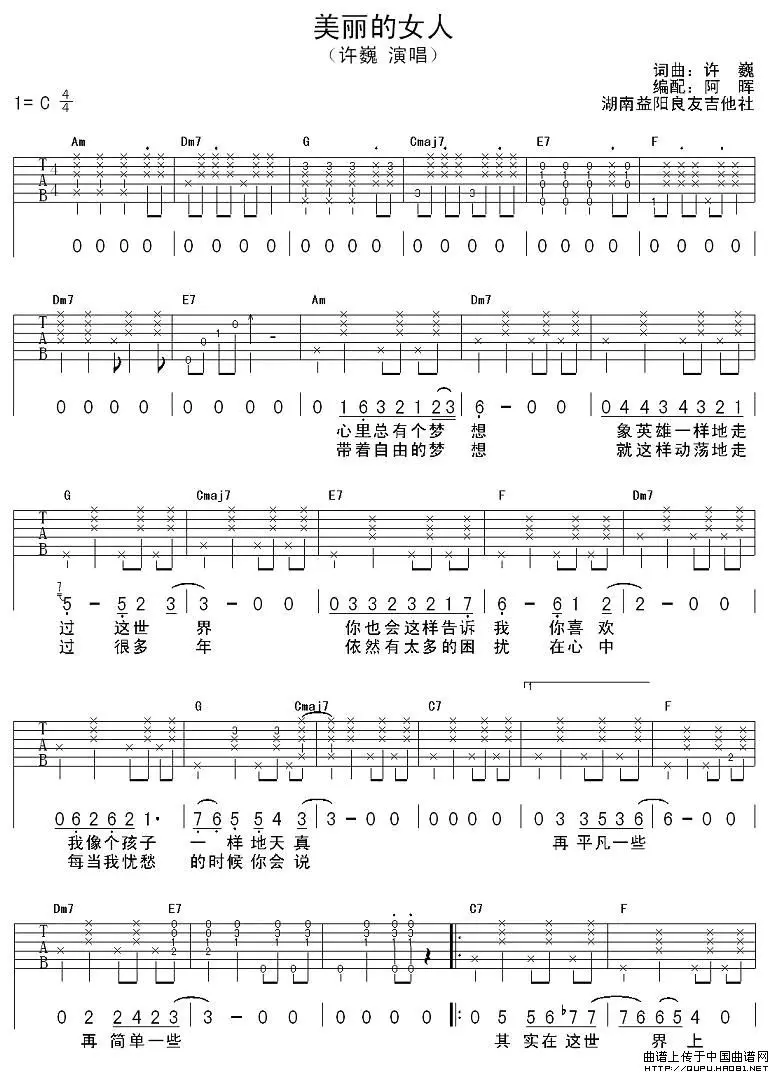 美丽的女人
（许巍 演唱）
词曲：许 巍
编配：阿 晖
湖南益阳良友吉他社
1= C 4/4
Am Dm7 G Cmaj7 E7 F
T A B 4 4
0 0 0 0 0 0 0 0 0 0 0 0 0 0 0 0 0 0 0 0 0 0 0 0
Dm7 E7 Am Dm7
T A B
0 0 0 0 0 0 0 0 0 1 6 3 2 1 2 3 6 - 0 0 0 4 4 3 4 3 2 1
心里总有个梦 想 象英雄一样地走
带着自由的梦 想 就这样动荡地走
G Cmaj7 E7 F Dm7
T A B
7 5 - 5 2 3 3 - 0 0 0 3 3 2 3 2 1 7 6 - 6 1 2 2 - 0 0
过 这世 界 你也会这样告诉 我 你喜 欢
过 很多 年 依然有太多的困 扰 在心 中
1
G Cmaj7 C7 F
T A B
0 6 2 6 2 1· 7 6 5 5 4 3 3 - 0 0 0 0 0 0 0 0 3 3 5 3 6 6 - 0 0
我像个孩子 一 样地天真 再 平凡一些
每当我忧愁 的时候你会说
Dm7 E7 C7 F
T A B
0 2 2 4 2 3 3 - 0 0 0 0 0 0 0 5 5 6 ♭7 7 7 6 6 5 4 0
再 简单一些 其 实在这世 界上
曲谱上传于中国曲谱网
HTTP://QUPU.HAO81.NET